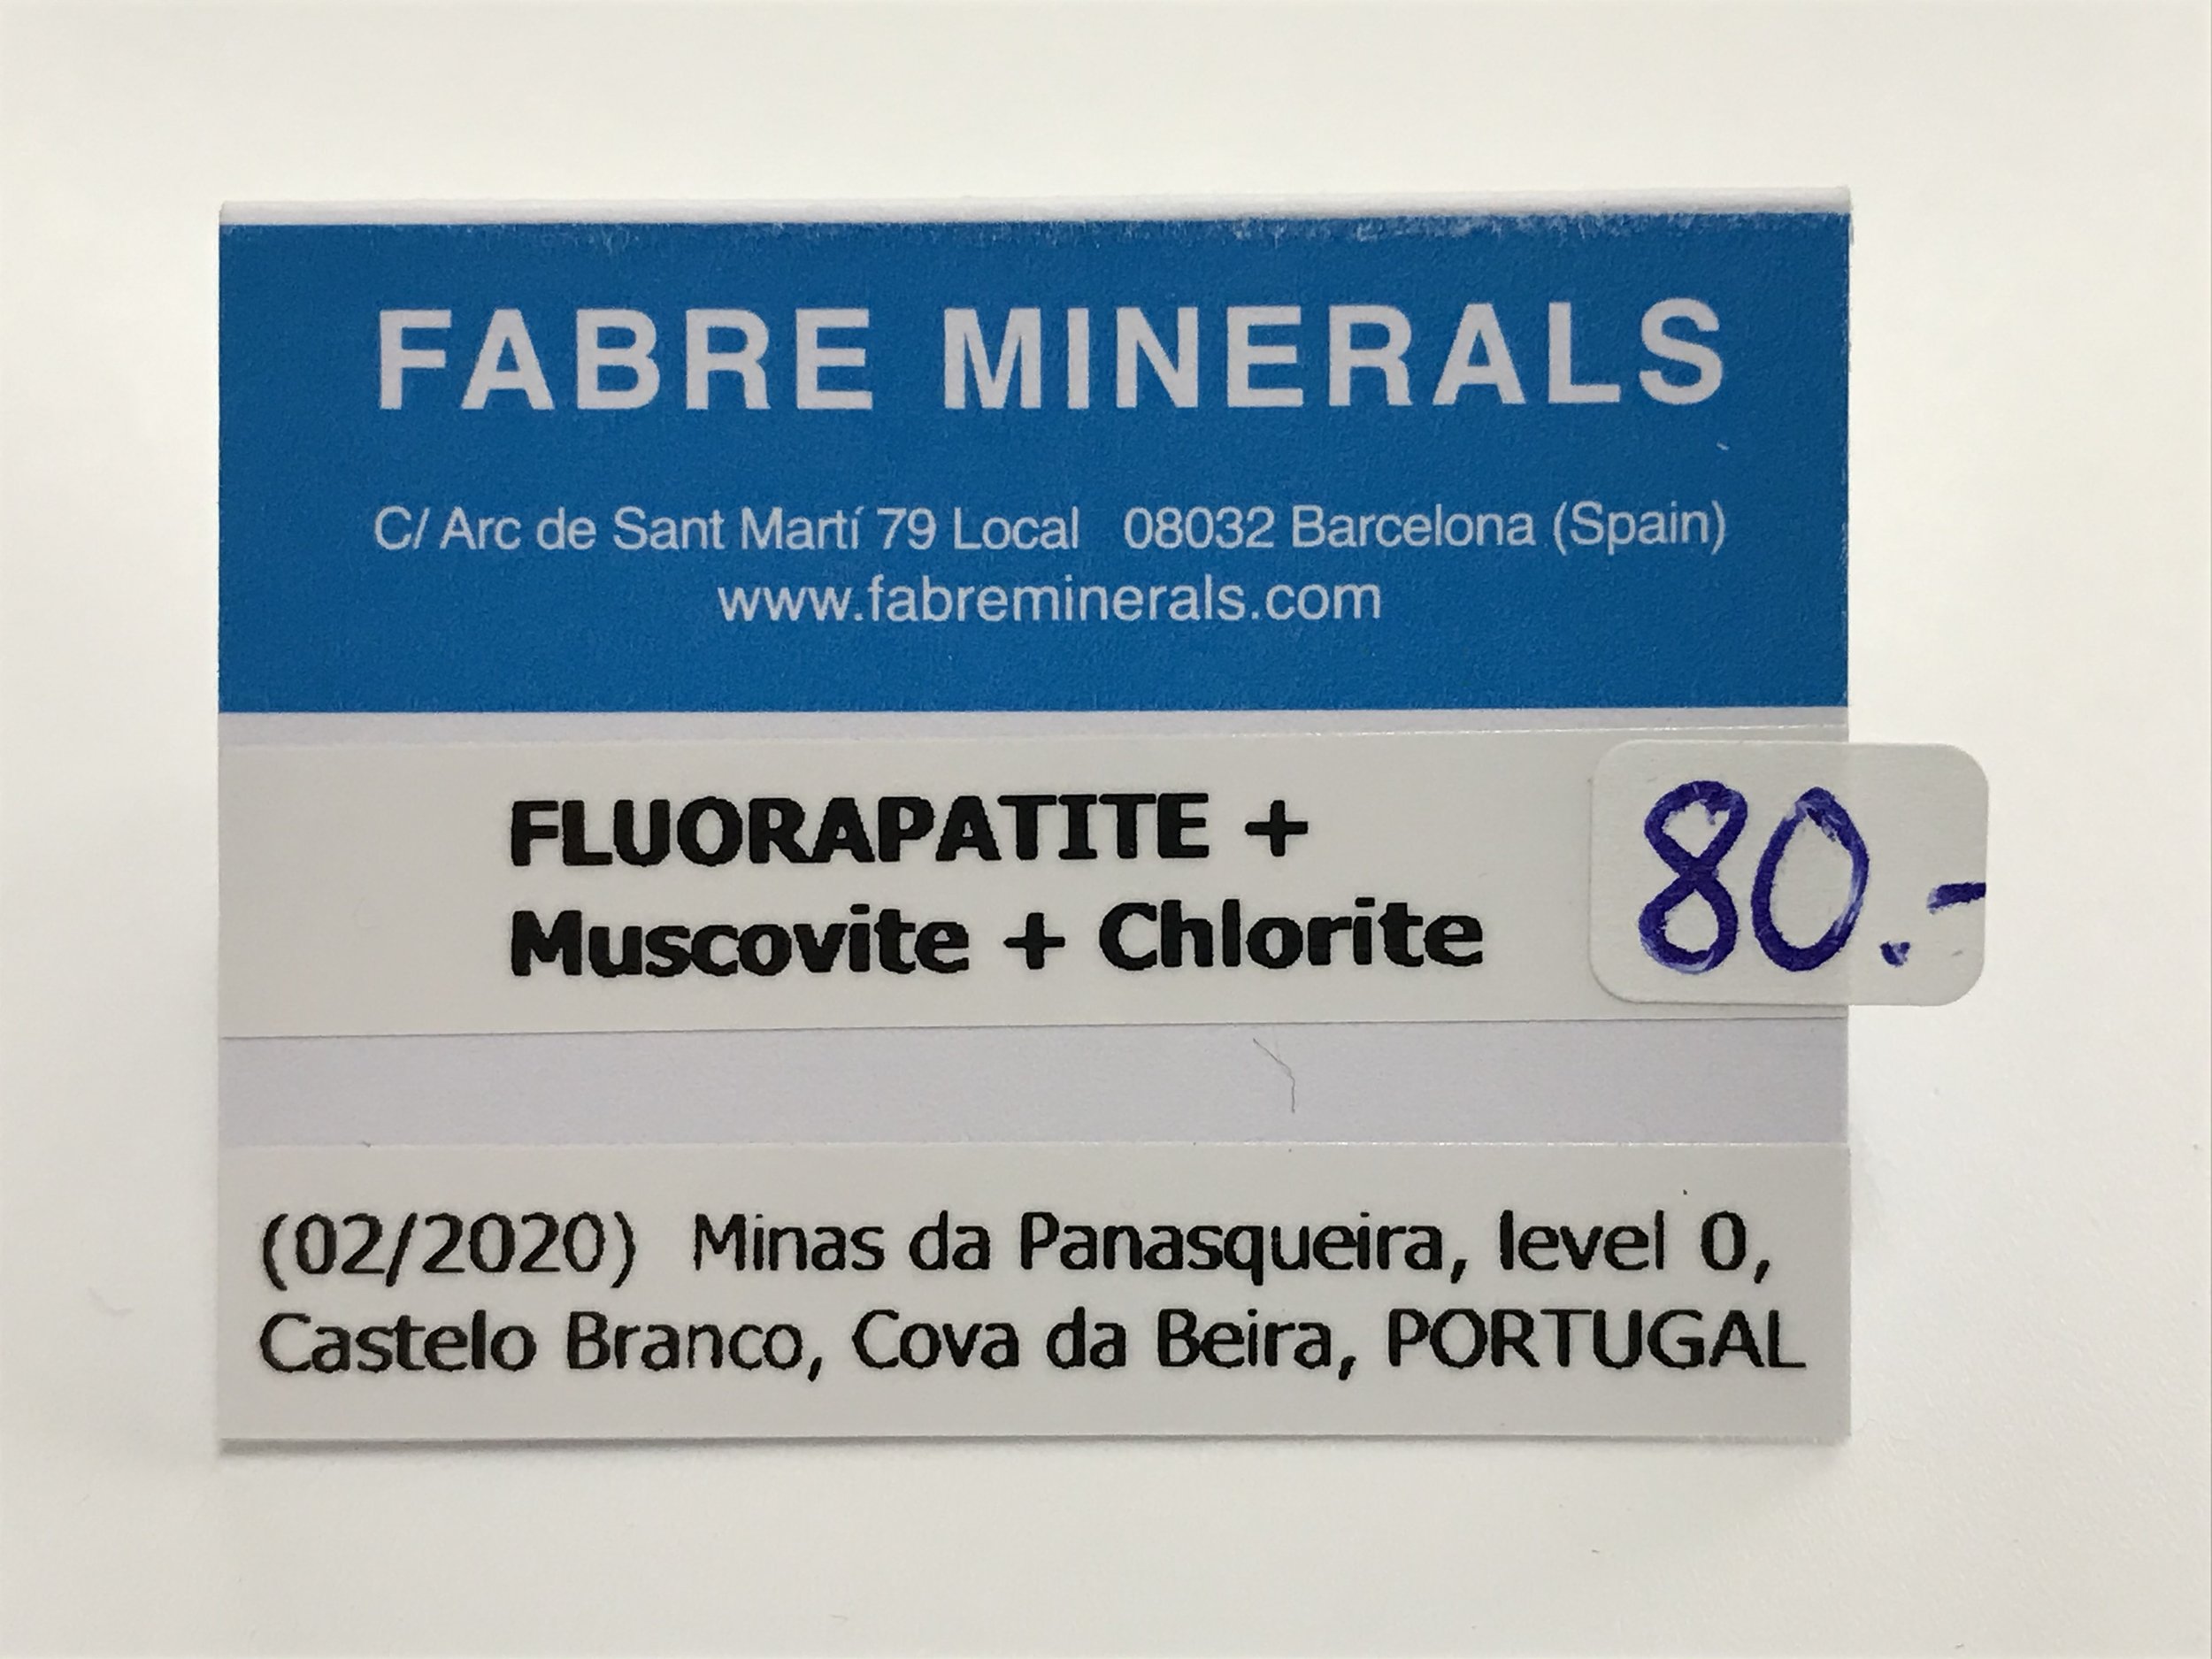 FABRE MINERALS
C/ Arc de Sant Martí 79 Local 08032 Barcelona (Spain)
www.fabreminerals.com
FLUORAPATITE +
Muscovite + Chlorite
80.-
(02/2020) Minas da Panasqueira, level 0,
Castelo Branco, Cova da Beira, PORTUGAL